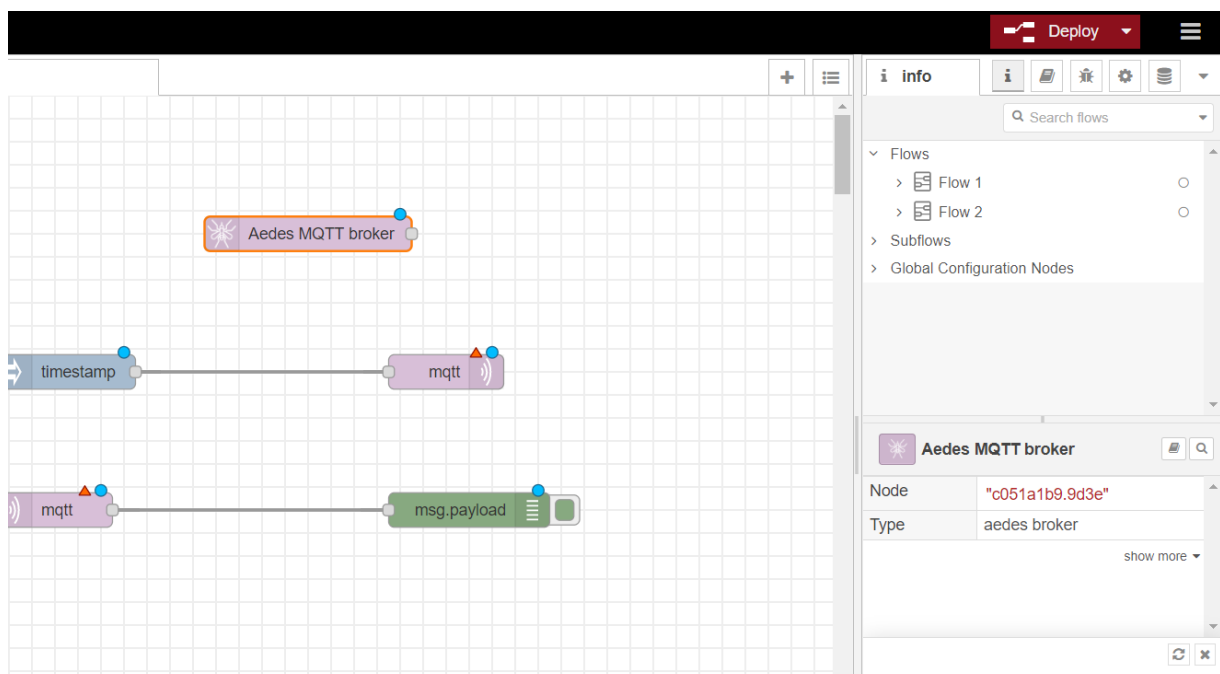 Deploy
info
Search flows
Flows
Flow 1
Flow 2
Subflows
Global Configuration Nodes
Aedes MQTT broker
timestamp
mqtt
mqtt
msg.payload
Aedes MQTT broker
Node "c051a1b9.9d3e"
Type aedes broker
show more